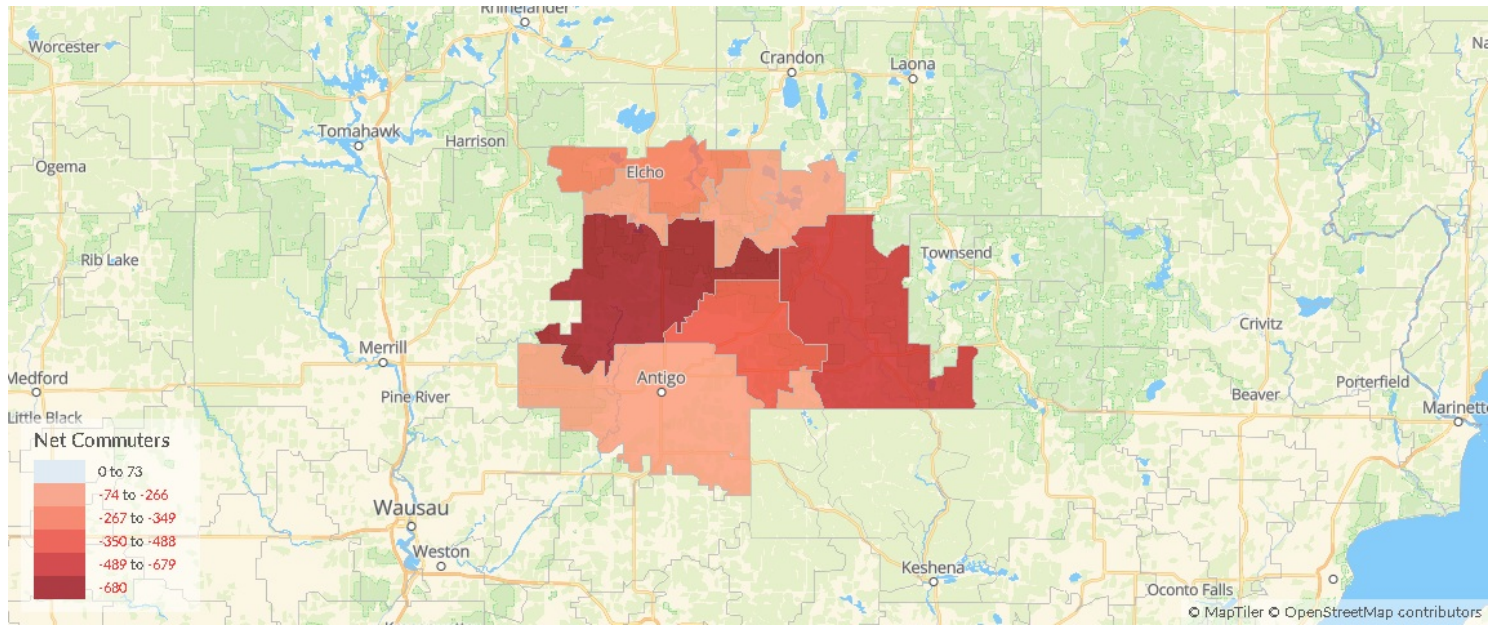 Rhinelander
Worcester
Crandon
Laona
Tomahawk
Harrison
Ogema
Elcho
Rib Lake
Townsend
Crivitz
Merrill
Medford
Antigo
Pine River
Beaver
Porterfield
Little Black
Marinette
Net Commuters
0 to 73
-74 to -266
-267 to -349
-350 to -488
-489 to -679
-680
Wausau
Weston
Keshena
Oconto Falls
© MapTiler © OpenStreetMap contributors